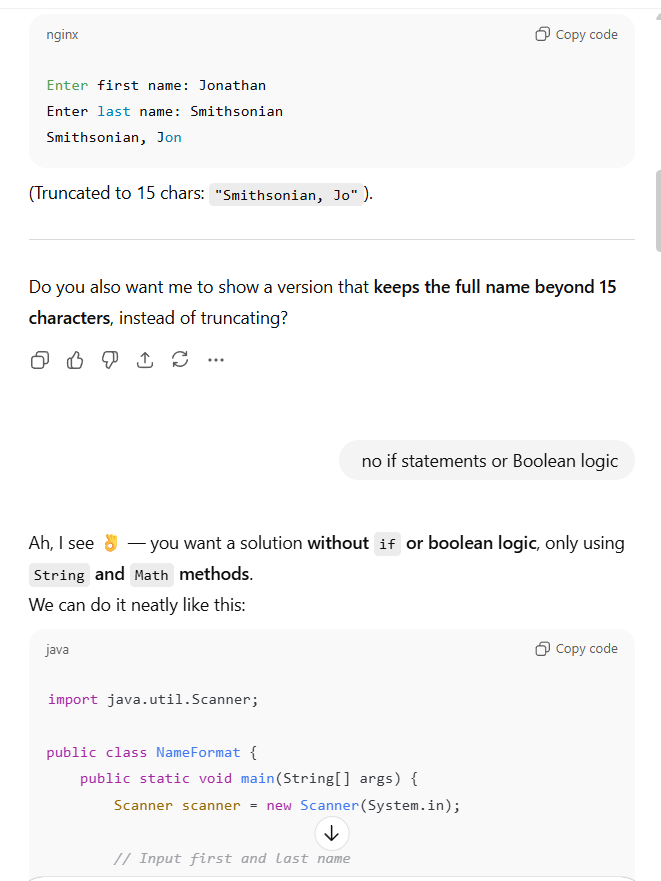 nginx
Copy code
Enter first name: Jonathan
Enter last name: Smithsonian
Smithsonian, Jon
(Truncated to 15 chars: "Smithsonian, Jo").
Do you also want me to show a version that keeps the full name beyond 15
characters, instead of truncating?
no if statements or Boolean logic
Ah, I see 👌 — you want a solution without if or boolean logic, only using
String and Math methods.
We can do it neatly like this:
java
Copy code
import java.util.Scanner;
public class NameFormat {
public static void main(String[] args) {
Scanner scanner = new Scanner(System.in);
// Input first and last name